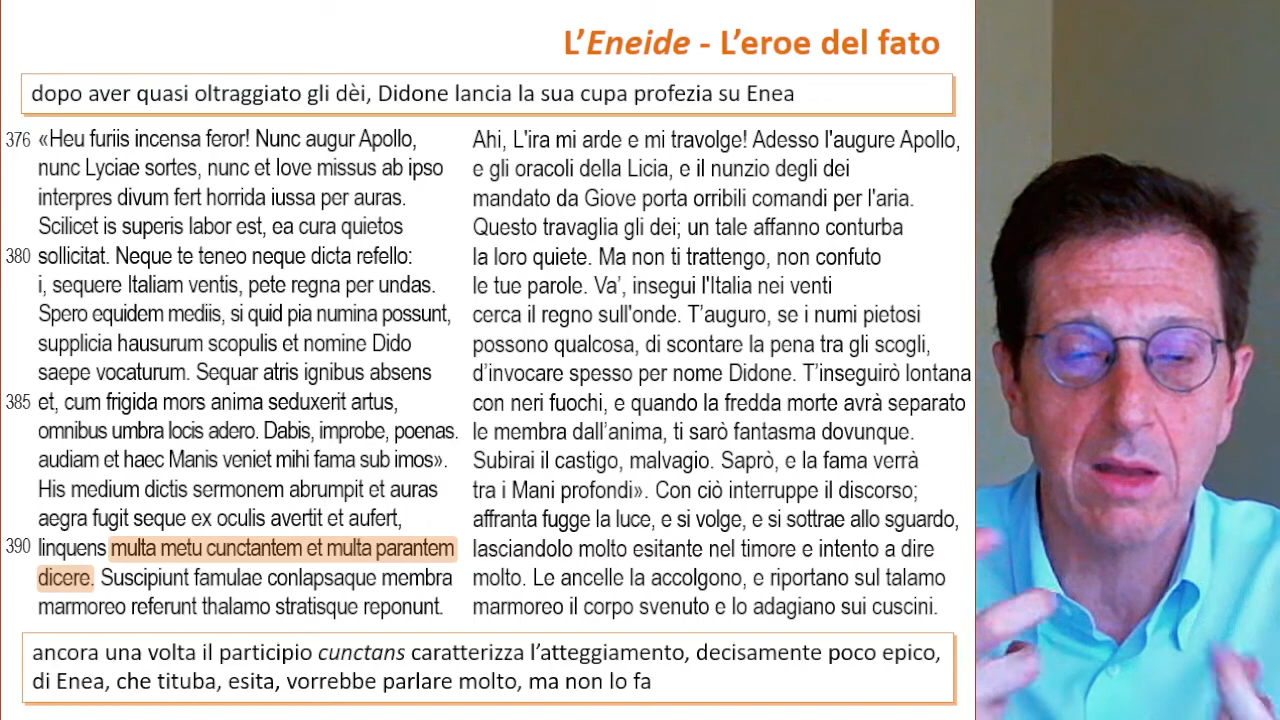 L'Eneide - L'eroe del fato
dopo aver quasi oltraggiato gli dèi, Didone lancia la sua cupa profezia su Enea
376 «Heu furiis incensa feror! Nunc augur Apollo,
nunc Lyciae sortes, nunc et Iove missus ab ipso
interpres divum fert horrida iussa per auras.
Scilicet is superis labor est, ea cura quietos
380 sollicitat. Neque te teneo neque dicta refello:
i, sequere Italiam ventis, pete regna per undas.
Spero equidem mediis, si quid pia numina possunt,
supplicia hausurum scopulis et nomine Dido
saepe vocaturum. Sequar atris ignibus absens
385 et, cum frigida mors anima seduxerit artus,
omnibus umbra locis adero. Dabis, improbe, poenas.
audiam et haec Manis veniet mihi fama sub imos».
His medium dictis sermonem abrumpit et auras
aegra fugit seque ex oculis avertit et aufert,
390 linquens multa metu cunctantem et multa parantem
dicere. Suscipiunt famulae conlapsaque membra
marmoreo referunt thalamo stratisque reponunt.
Ahi, L'ira mi arde e mi travolge! Adesso l'augure Apollo,
e gli oracoli della Licia, e il nunzio degli dei
mandato da Giove porta orribili comandi per l'aria.
Questo travaglia gli dei; un tale affanno conturba
la loro quiete. Ma non ti trattengo, non confuto
le tue parole. Va', insegui l'Italia nei venti
cerca il regno sull'onde. T'auguro, se i numi pietosi
possono qualcosa, di scontare la pena tra gli scogli,
d'invocare spesso per nome Didone. T'inseguirò lontana
con neri fuochi, e quando la fredda morte avrà separato
le membra dall'anima, ti sarò fantasma dovunque.
Subirai il castigo, malvagio. Saprò, e la fama verrà
tra i Mani profondi». Con ciò interruppe il discorso;
affranta fugge la luce, e si volge, e si sottrae allo sguardo,
lasciandolo molto esitante nel timore e intento a dire
molto. Le ancelle la accolgono, e riportano sul talamo
marmoreo il corpo svenuto e lo adagiano sui cuscini.
ancora una volta il participio cunctans caratterizza l'atteggiamento, decisamente poco epico,
di Enea, che tituba, esita, vorrebbe parlare molto, ma non lo fa